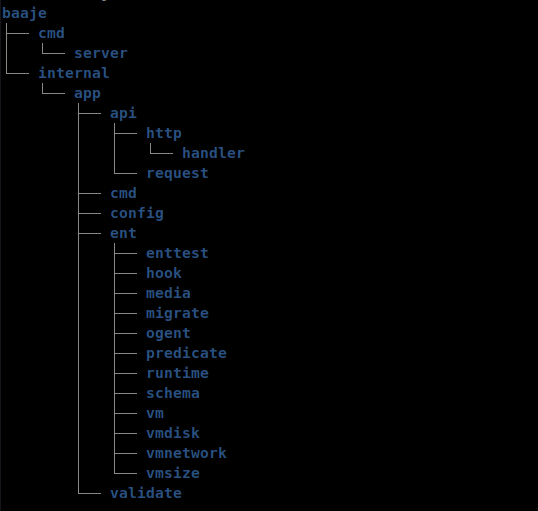 baaje
├── cmd
│   └── server
└── internal
    └── app
        ├── api
        │   ├── http
        │   │   └── handler
        │   └── request
        ├── cmd
        ├── config
        ├── ent
        │   ├── enttest
        │   ├── hook
        │   ├── media
        │   ├── migrate
        │   ├── ogent
        │   ├── predicate
        │   ├── runtime
        │   ├── schema
        │   ├── vm
        │   ├── vmdisk
        │   ├── vmnetwork
        │   └── vmsize
        └── validate